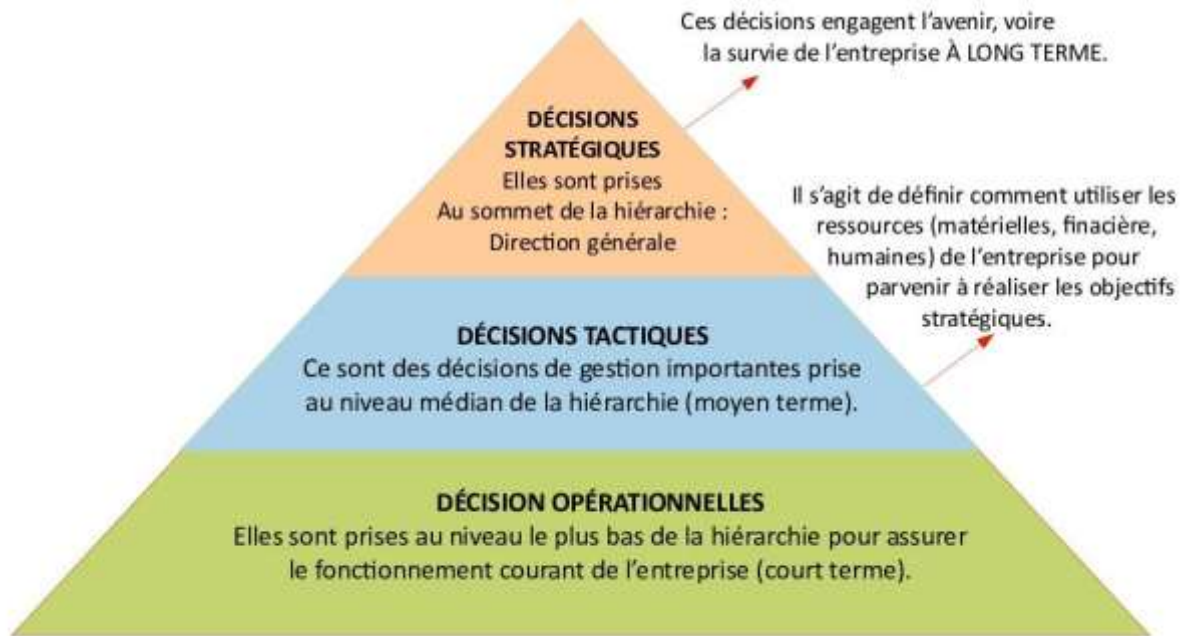 Ces décisions engagent l'avenir, voire
la survie de l'entreprise À LONG TERME.
DÉCISIONS
STRATÉGIQUES
Elles sont prises
Au sommet de la hiérarchie :
Direction générale
Il s'agit de définir comment utiliser les
ressources (matérielles, finacière,
humaines) de l'entreprise pour
parvenir à réaliser les objectifs
stratégiques.
DÉCISIONS TACTIQUES
Ce sont des décisions de gestion importantes prise
au niveau médian de la hiérarchie (moyen terme).
DÉCISION OPÉRATIONNELLES
Elles sont prises au niveau le plus bas de la hiérarchie pour assurer
le fonctionnement courant de l'entreprise (court terme).